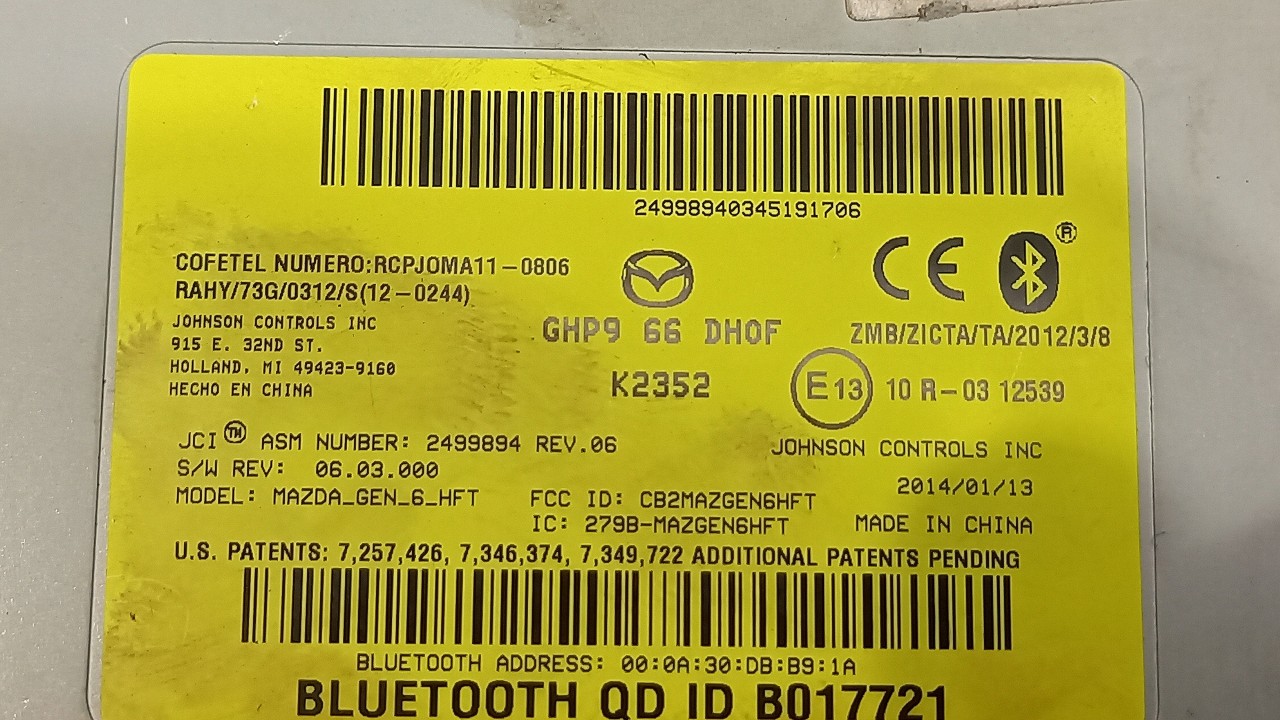 24998940345191706
COFETEL NUMERO:RCPJOMA11-0806
RAHY/73G/0312/S(12-0244)
JOHNSON CONTROLS INC
915 E. 32ND ST.
HOLLAND, MI 49423-9160
HECHO EN CHINA
CE
®
GHP9 66 DH0F
K2352
ZMB/ZICTA/TA/2012/3/8
E13 10 R-03 12539
JCI™ ASM NUMBER: 2499894 REV.06
S/W REV: 06.03.000
MODEL: MAZDA_GEN_6_HFT
FCC ID: CB2MAZGEN6HFT
IC: 279B-MAZGEN6HFT
JOHNSON CONTROLS INC
2014/01/13
MADE IN CHINA
U.S. PATENTS: 7,257,426, 7,346,374, 7,349,722 ADDITIONAL PATENTS PENDING
BLUETOOTH ADDRESS: 00:0A:30:DB:B9:1A
BLUETOOTH QD ID B017721